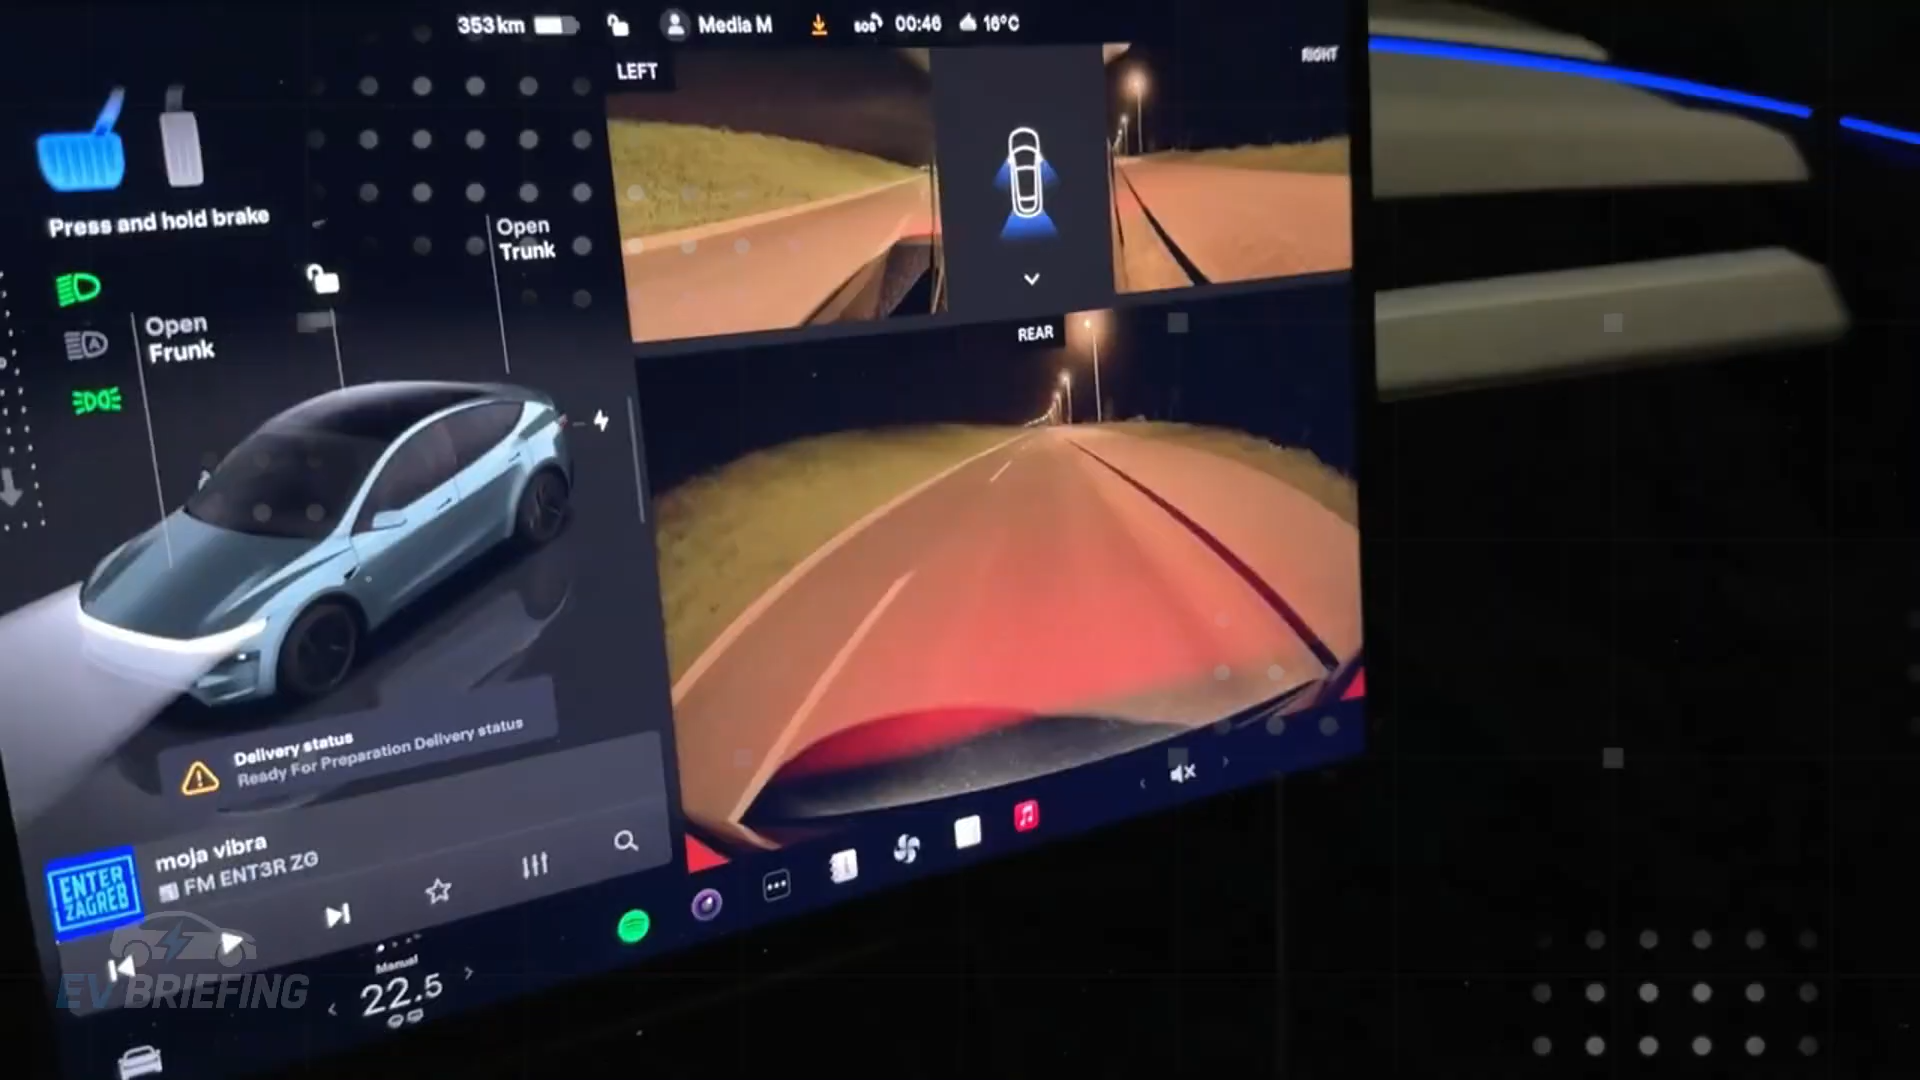 353 km
Media M
SOS
00:46
16°C
LEFT
RIGHT
Press and hold brake
Open
Trunk
Open
Frunk
REAR
Delivery status
Ready For Preparation Delivery status
moja vibra
FM ENT3R ZG
ENTER
ZAGREB
Manual
22.5
EV BRIEFING